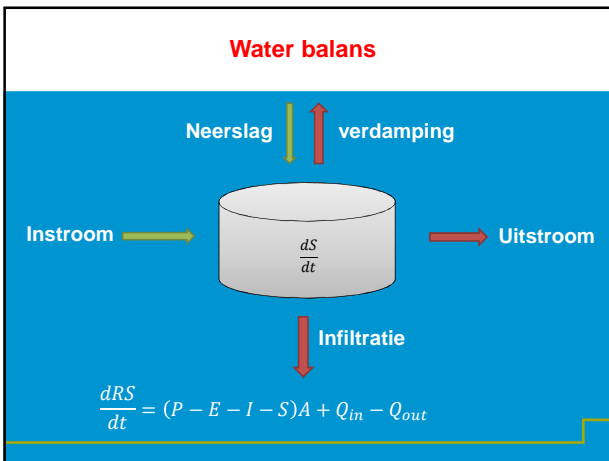 Water balans
Neerslag verdamping
Instroom
Uitstroom
dS/dt
Infiltratie
dRS/dt = (P − E − I − S)A + Q_in − Q_out